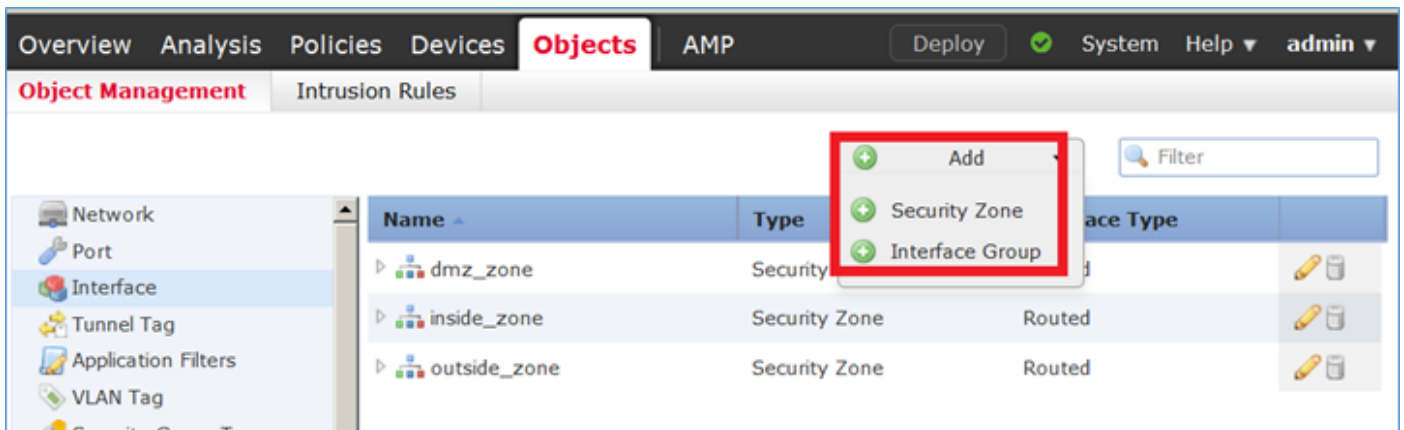 Overview Analysis Policies Devices Objects AMP Deploy System Help admin
Object Management Intrusion Rules
Add
Filter
Security Zone
Interface Group
Network
Port
Interface
Tunnel Tag
Application Filters
VLAN Tag
Name Type ace Type
dmz_zone Security
inside_zone Security Zone Routed
outside_zone Security Zone Routed